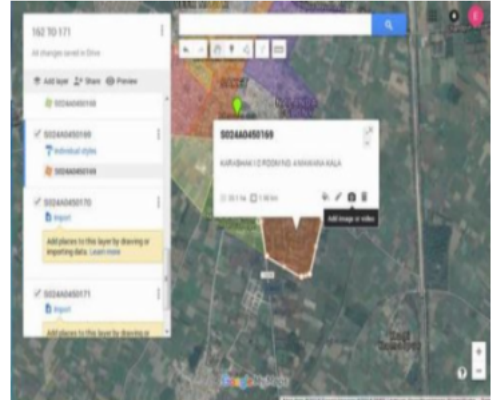 162 TO 171
All changes saved in Drive
Add layer Share Preview
S024A0450168
S024A0450169
Individual styles
S024A0450169
S024A0450170
Import
Add places to this layer by drawing or
importing data. Learn more
S024A0450171
Import
Add places to this layer by drawing or
S024A0450169
Add image or video
Google My Maps